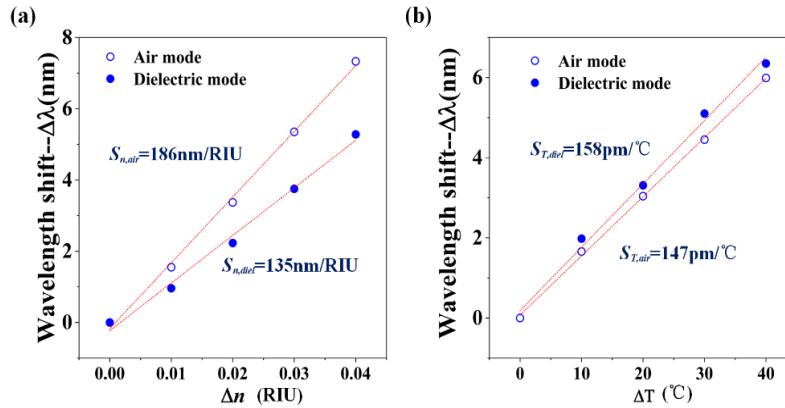 (a)
Wavelength shift--Δλ(nm)
8
6
4
2
0
Air mode
Dielectric mode
Sn,air=186nm/RIU
Sn,diel=135nm/RIU
0.00 0.01 0.02 0.03 0.04
Δn (RIU)
(b)
Wavelength shift--Δλ(nm)
6
4
2
0
Air mode
Dielectric mode
ST,diel=158pm/℃
ST,air=147pm/℃
0 10 20 30 40
ΔT (℃)